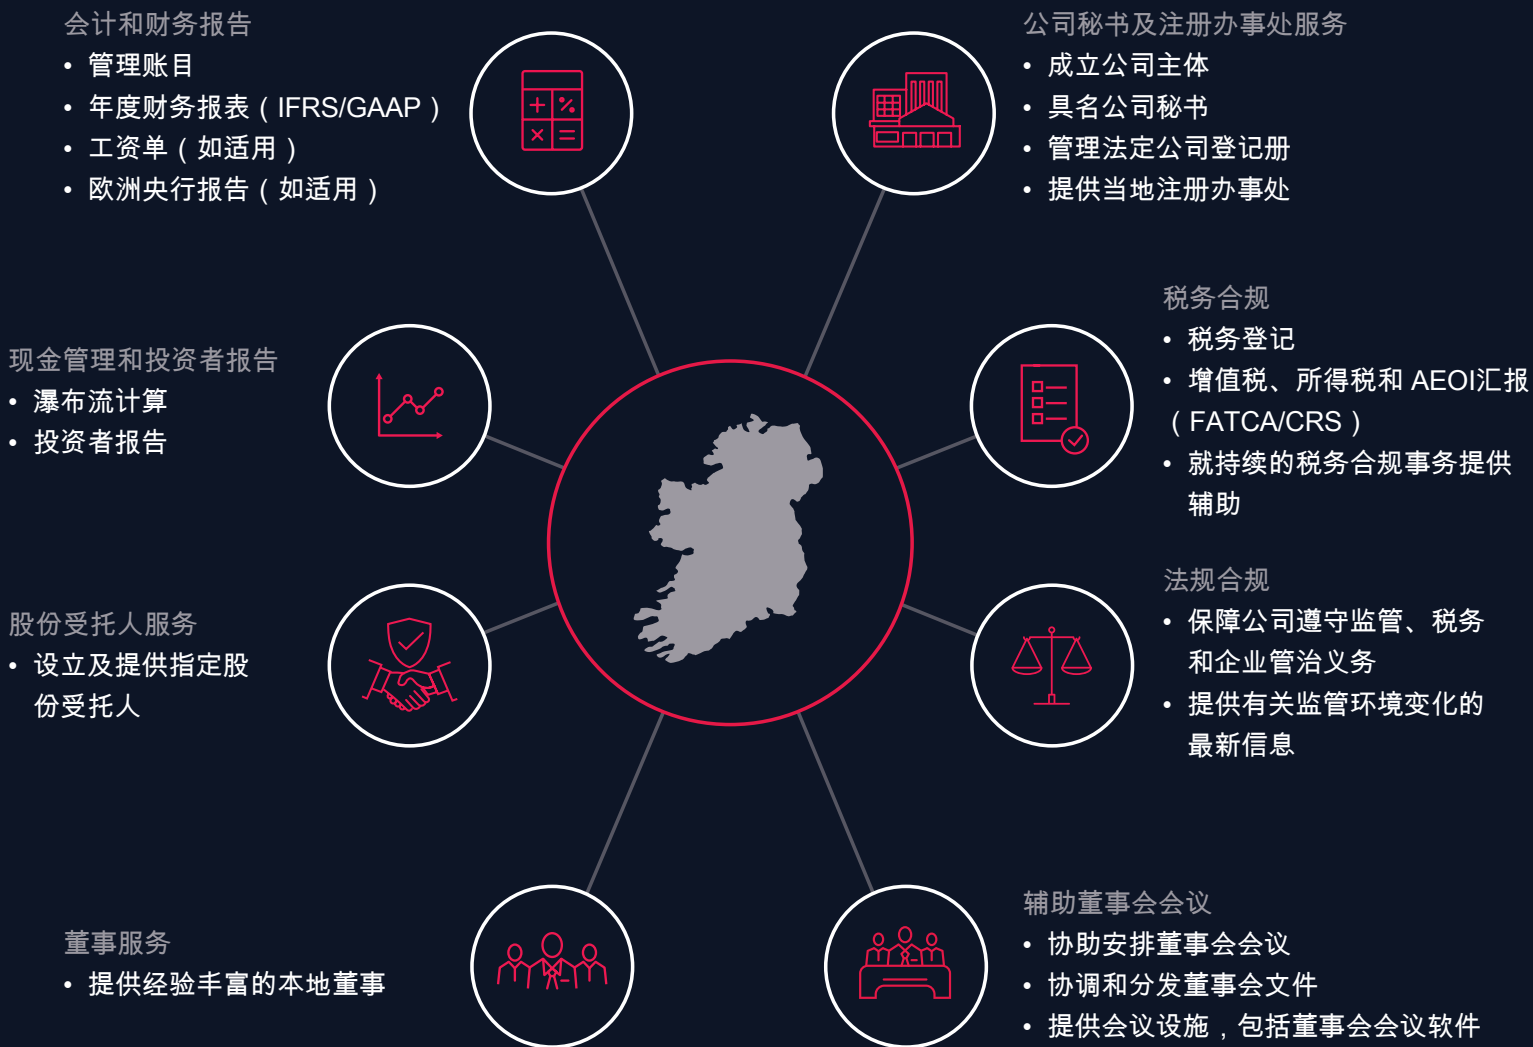 会计和财务报告
• 管理账目
• 年度财务报表（IFRS/GAAP）
• 工资单（如适用）
• 欧洲央行报告（如适用）
公司秘书及注册办事处服务
• 成立公司主体
• 具名公司秘书
• 管理法定公司登记册
• 提供当地注册办事处
现金管理和投资者报告
• 瀑布流计算
• 投资者报告
税务合规
• 税务登记
• 增值税、所得税和 AEOI汇报
（FATCA/CRS）
• 就持续的税务合规事务提供
辅助
股份受托人服务
• 设立及提供指定股
份受托人
法规合规
• 保障公司遵守监管、税务
和企业管治义务
• 提供有关监管环境变化的
最新信息
董事服务
• 提供经验丰富的本地董事
辅助董事会会议
• 协助安排董事会会议
• 协调和分发董事会文件
• 提供会议设施，包括董事会会议软件